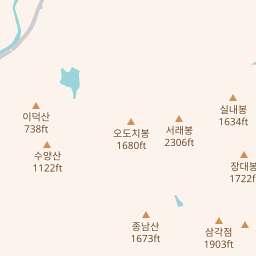 실내봉
1634ft
이덕산
738ft
오도치봉
1680ft
서래봉
2306ft
수양산
1122ft
장대봉
1722ft
종남산
1673ft
삼각점
1903ft